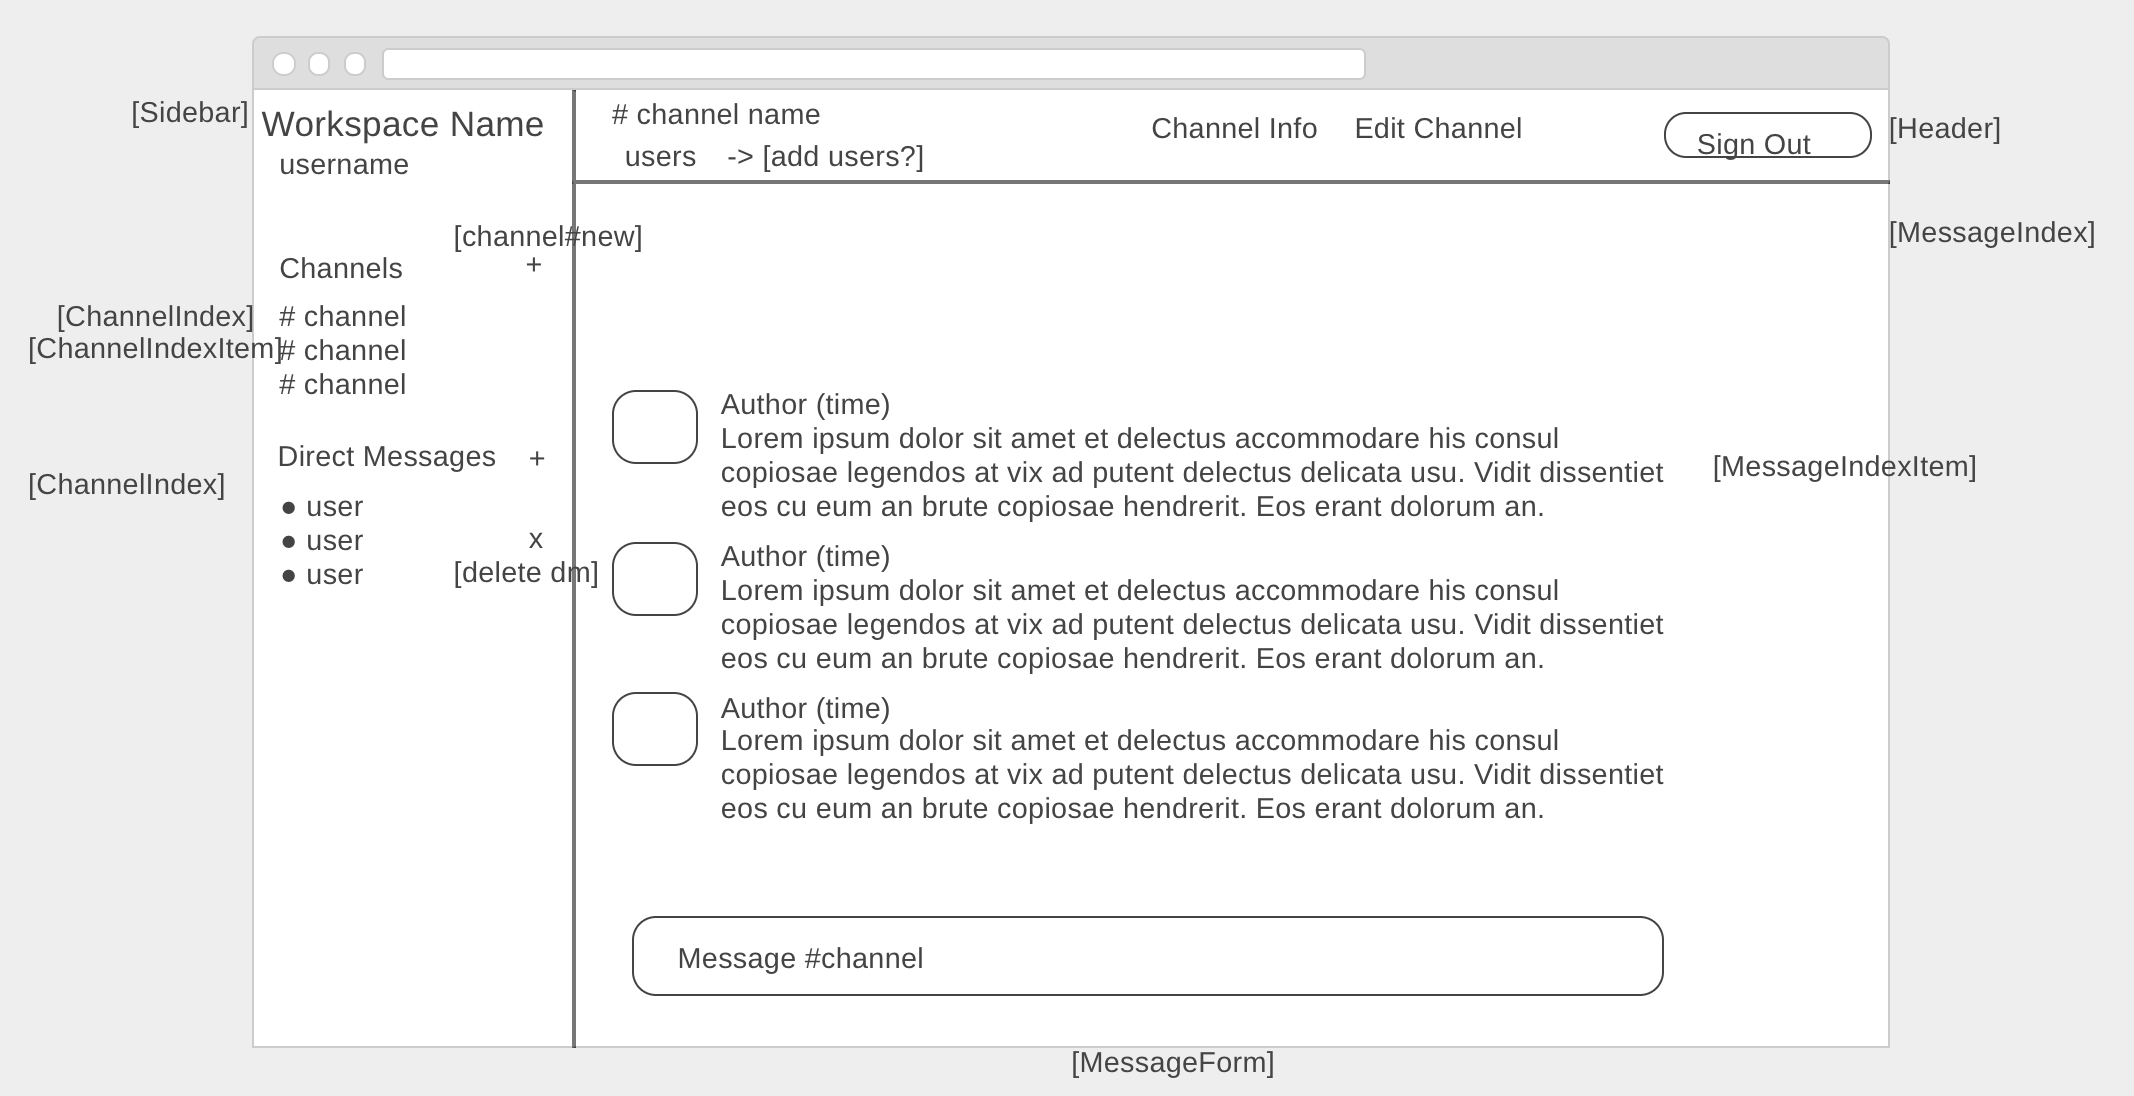 [Sidebar]
Workspace Name
username
# channel name
users -> [add users?]
Channel Info
Edit Channel
Sign Out
[Header]
[channel#new]
Channels +
[ChannelIndex]
# channel
[ChannelIndexItem]
# channel
# channel
Direct Messages +
[ChannelIndex]
● user
● user x
● user [delete dm]
[MessageIndex]
Author (time)
Lorem ipsum dolor sit amet et delectus accommodare his consul
copiosae legendos at vix ad putent delectus delicata usu. Vidit dissentiet
eos cu eum an brute copiosae hendrerit. Eos erant dolorum an.
[MessageIndexItem]
Author (time)
Lorem ipsum dolor sit amet et delectus accommodare his consul
copiosae legendos at vix ad putent delectus delicata usu. Vidit dissentiet
eos cu eum an brute copiosae hendrerit. Eos erant dolorum an.
Author (time)
Lorem ipsum dolor sit amet et delectus accommodare his consul
copiosae legendos at vix ad putent delectus delicata usu. Vidit dissentiet
eos cu eum an brute copiosae hendrerit. Eos erant dolorum an.
Message #channel
[MessageForm]